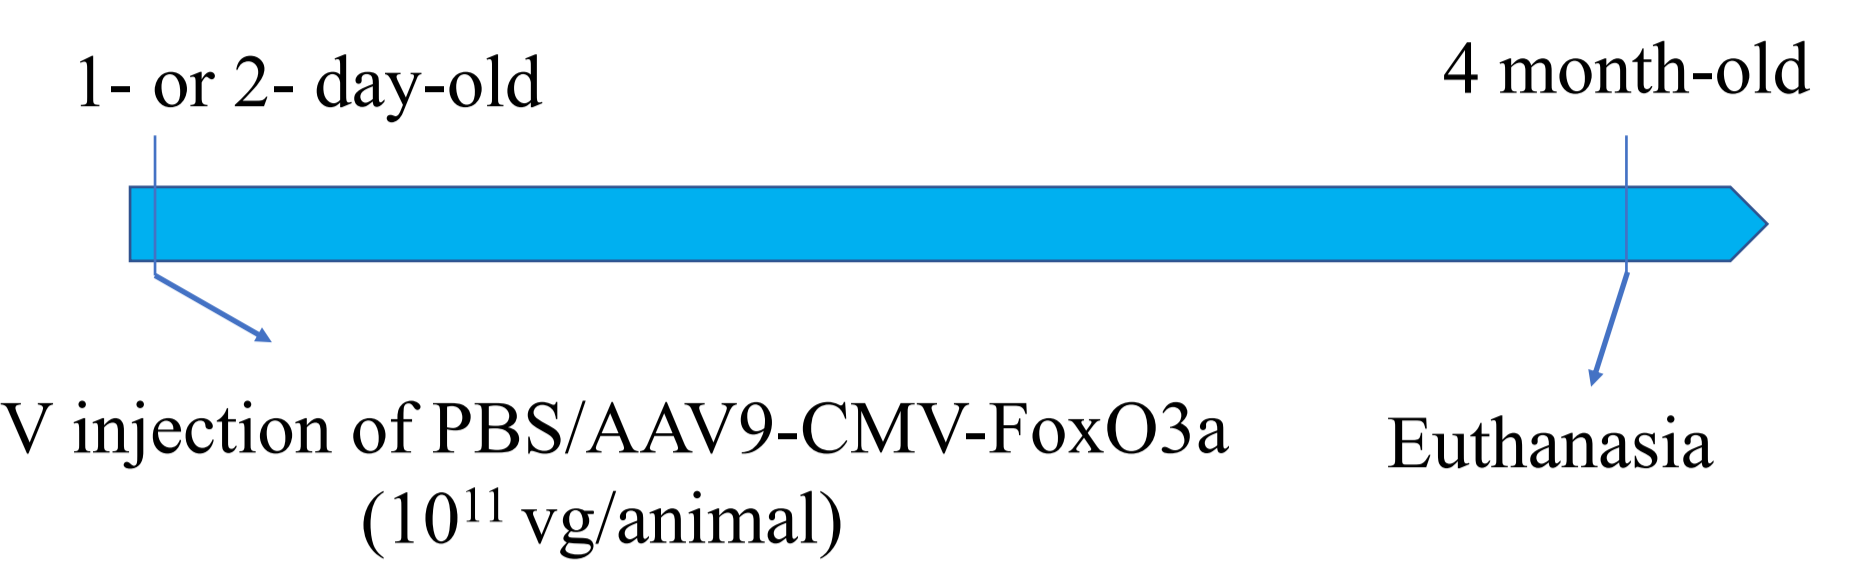 1- or 2- day-old
4 month-old
V injection of PBS/AAV9-CMV-FoxO3a
(10¹¹ vg/animal)
Euthanasia